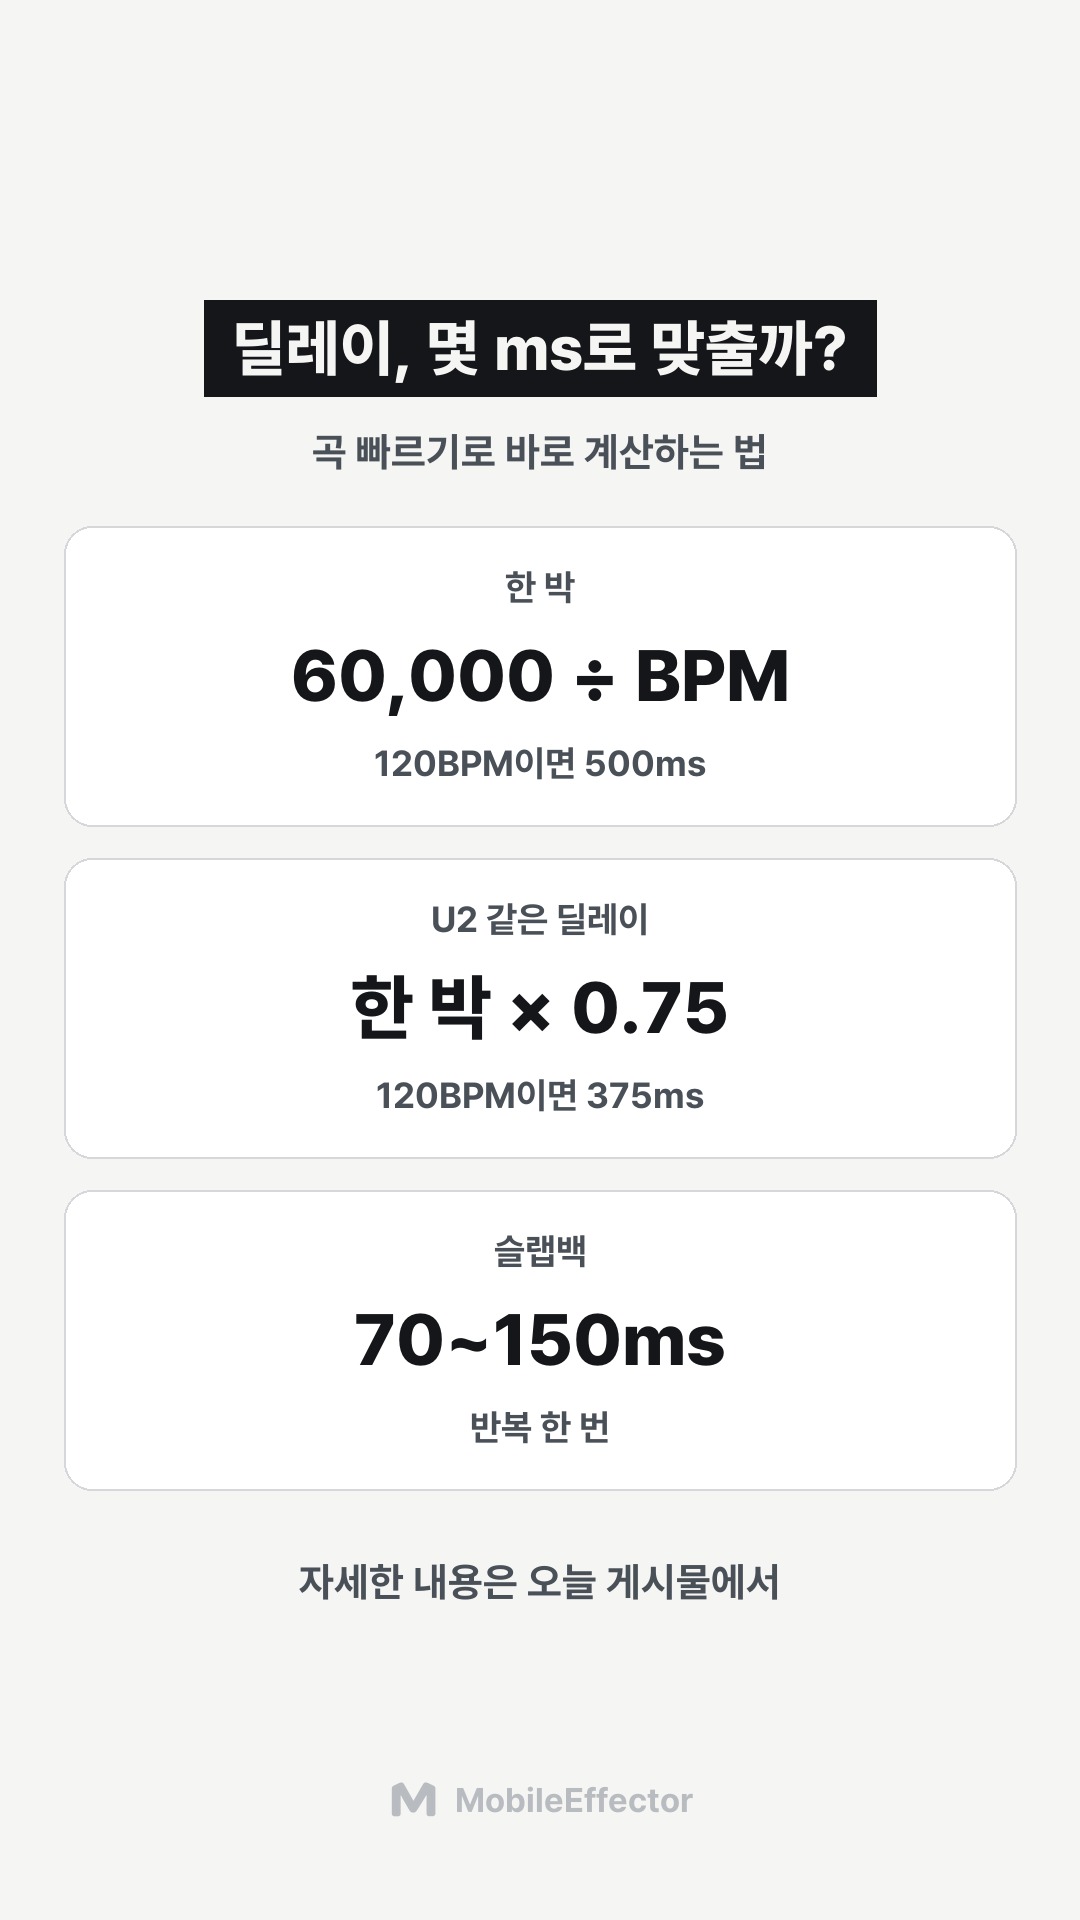 딜레이, 몇 ms로 맞출까?
곡 빠르기로 바로 계산하는 법
한 박
60,000 ÷ BPM
120BPM이면 500ms
U2 같은 딜레이
한 박 × 0.75
120BPM이면 375ms
슬랩백
70~150ms
반복 한 번
자세한 내용은 오늘 게시물에서
MobileEffector